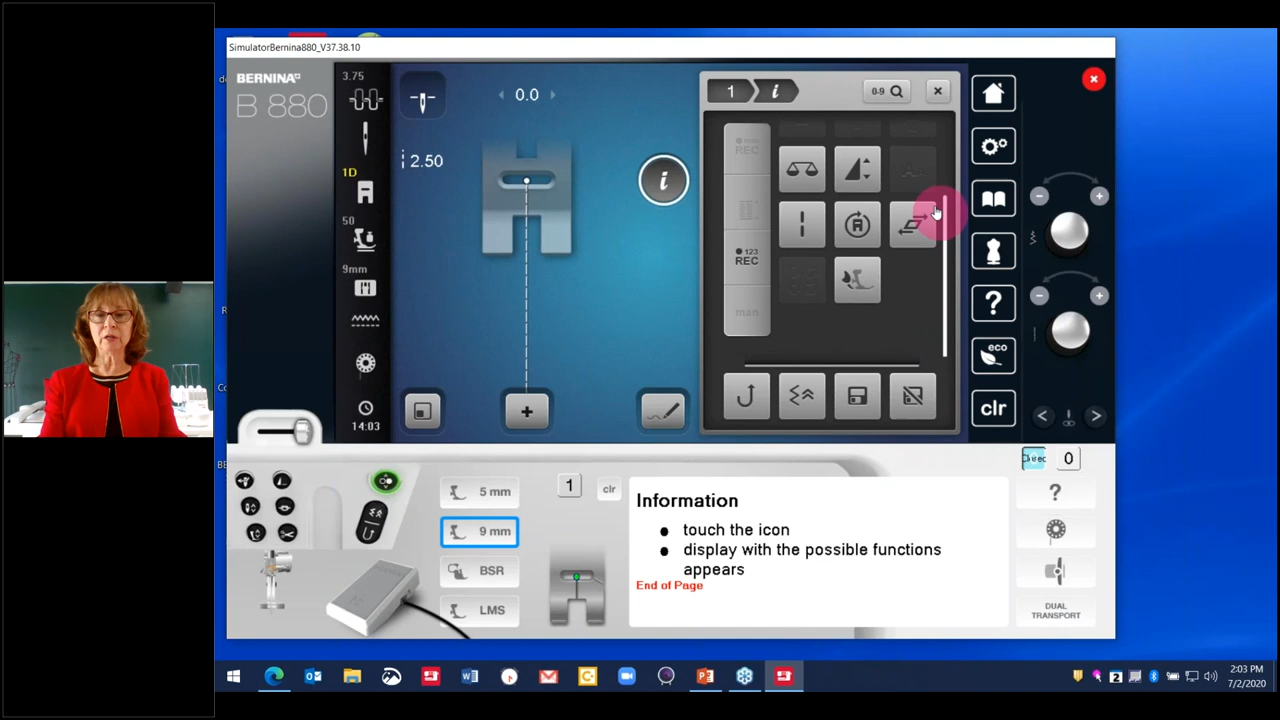 SimulatorBernina880_V37.38.10
BERNINA
B 880
3.75
1D
50
9mm
14:03
0.0
2.50
i
1
i
0-9
REC
123
REC
man
eco
clr
5 mm
9 mm
BSR
LMS
1
clr
Information
touch the icon
display with the possible functions
appears
End of Page
0
?
DUAL
TRANSPORT
2:03 PM
7/2/2020